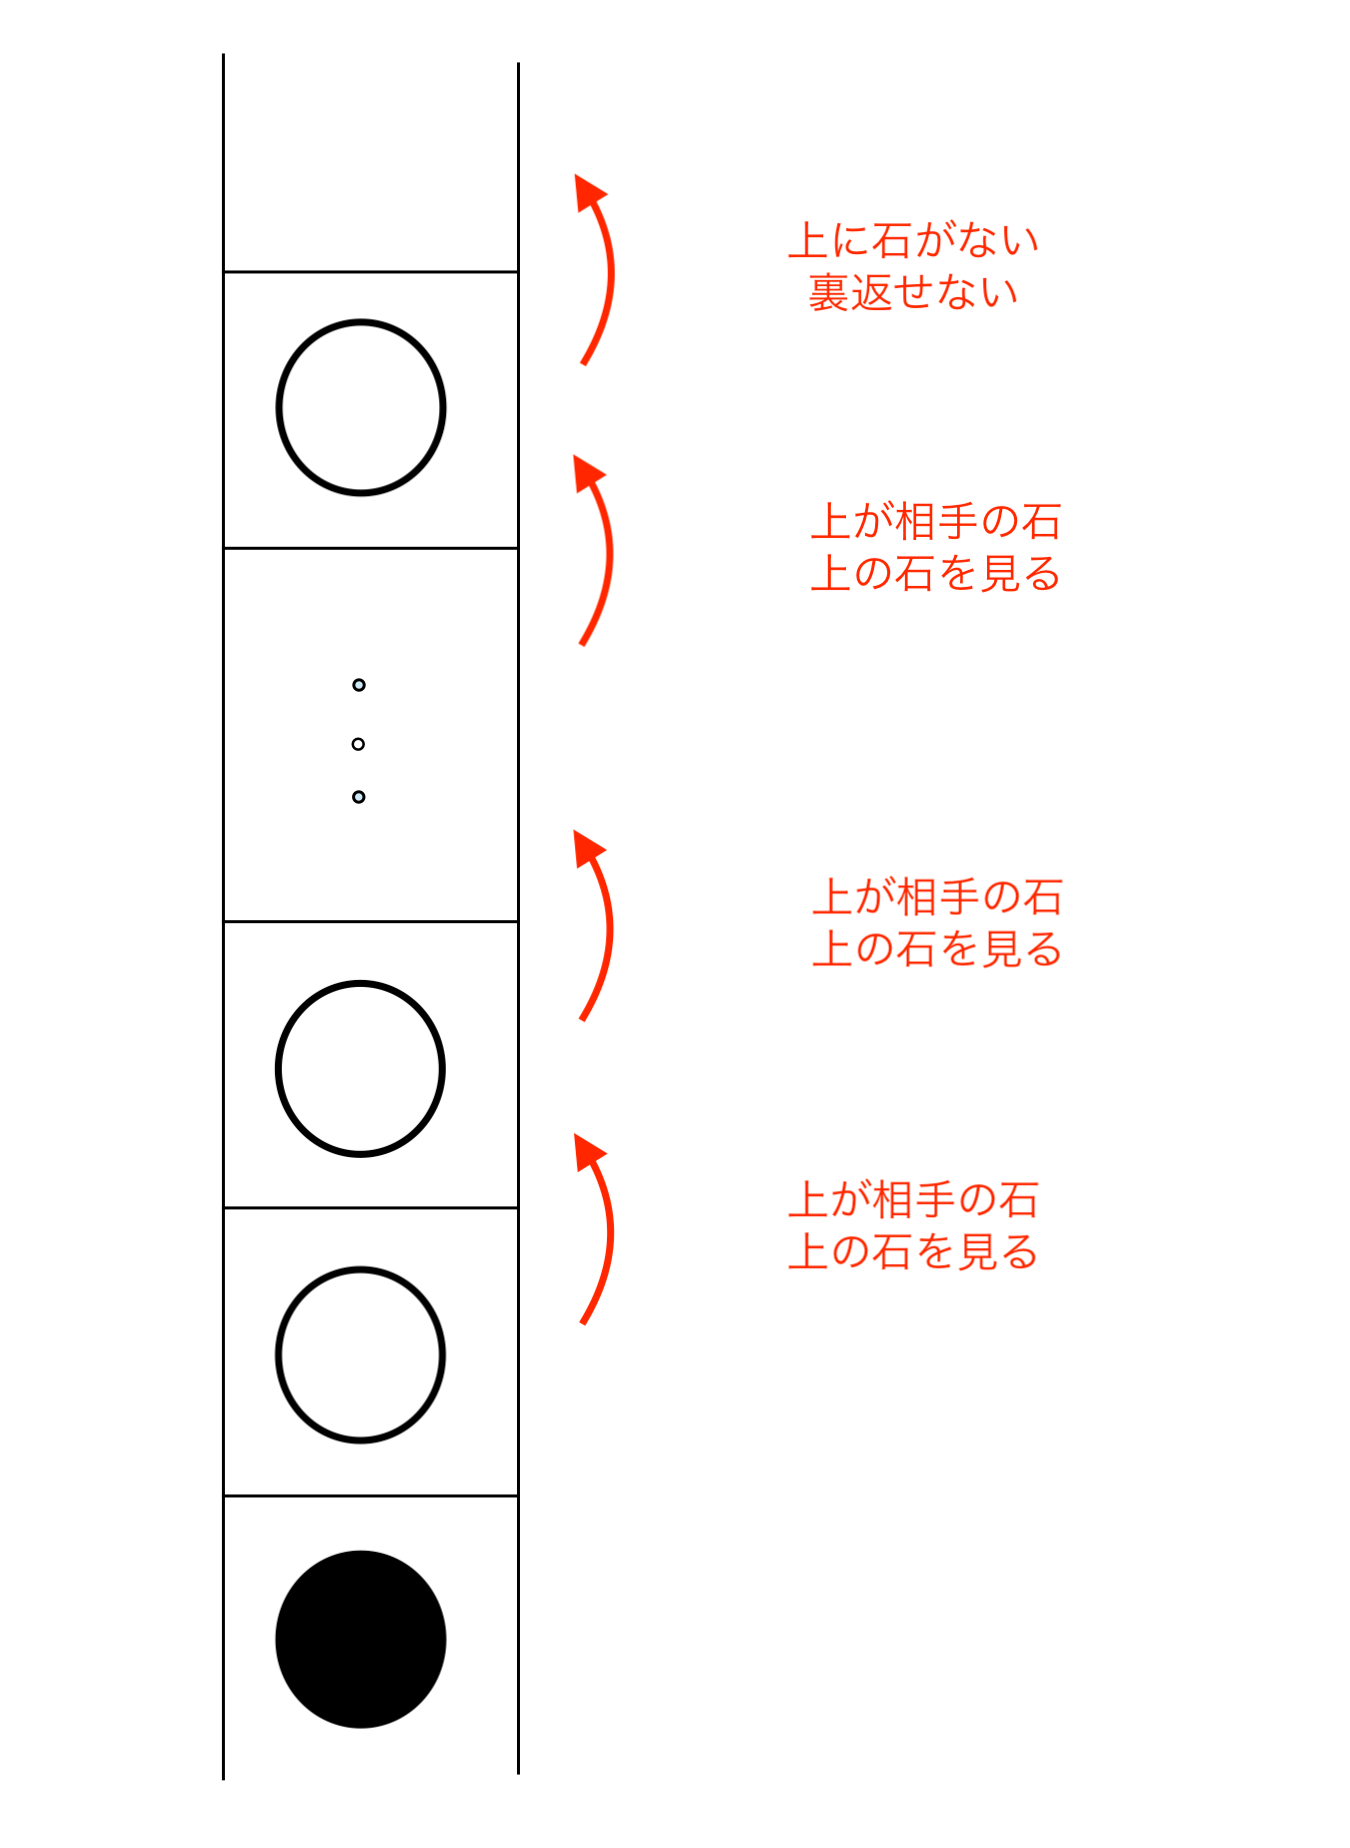 上に石がない
裏返せない
上が相手の石
上の石を見る
上が相手の石
上の石を見る
上が相手の石
上の石を見る